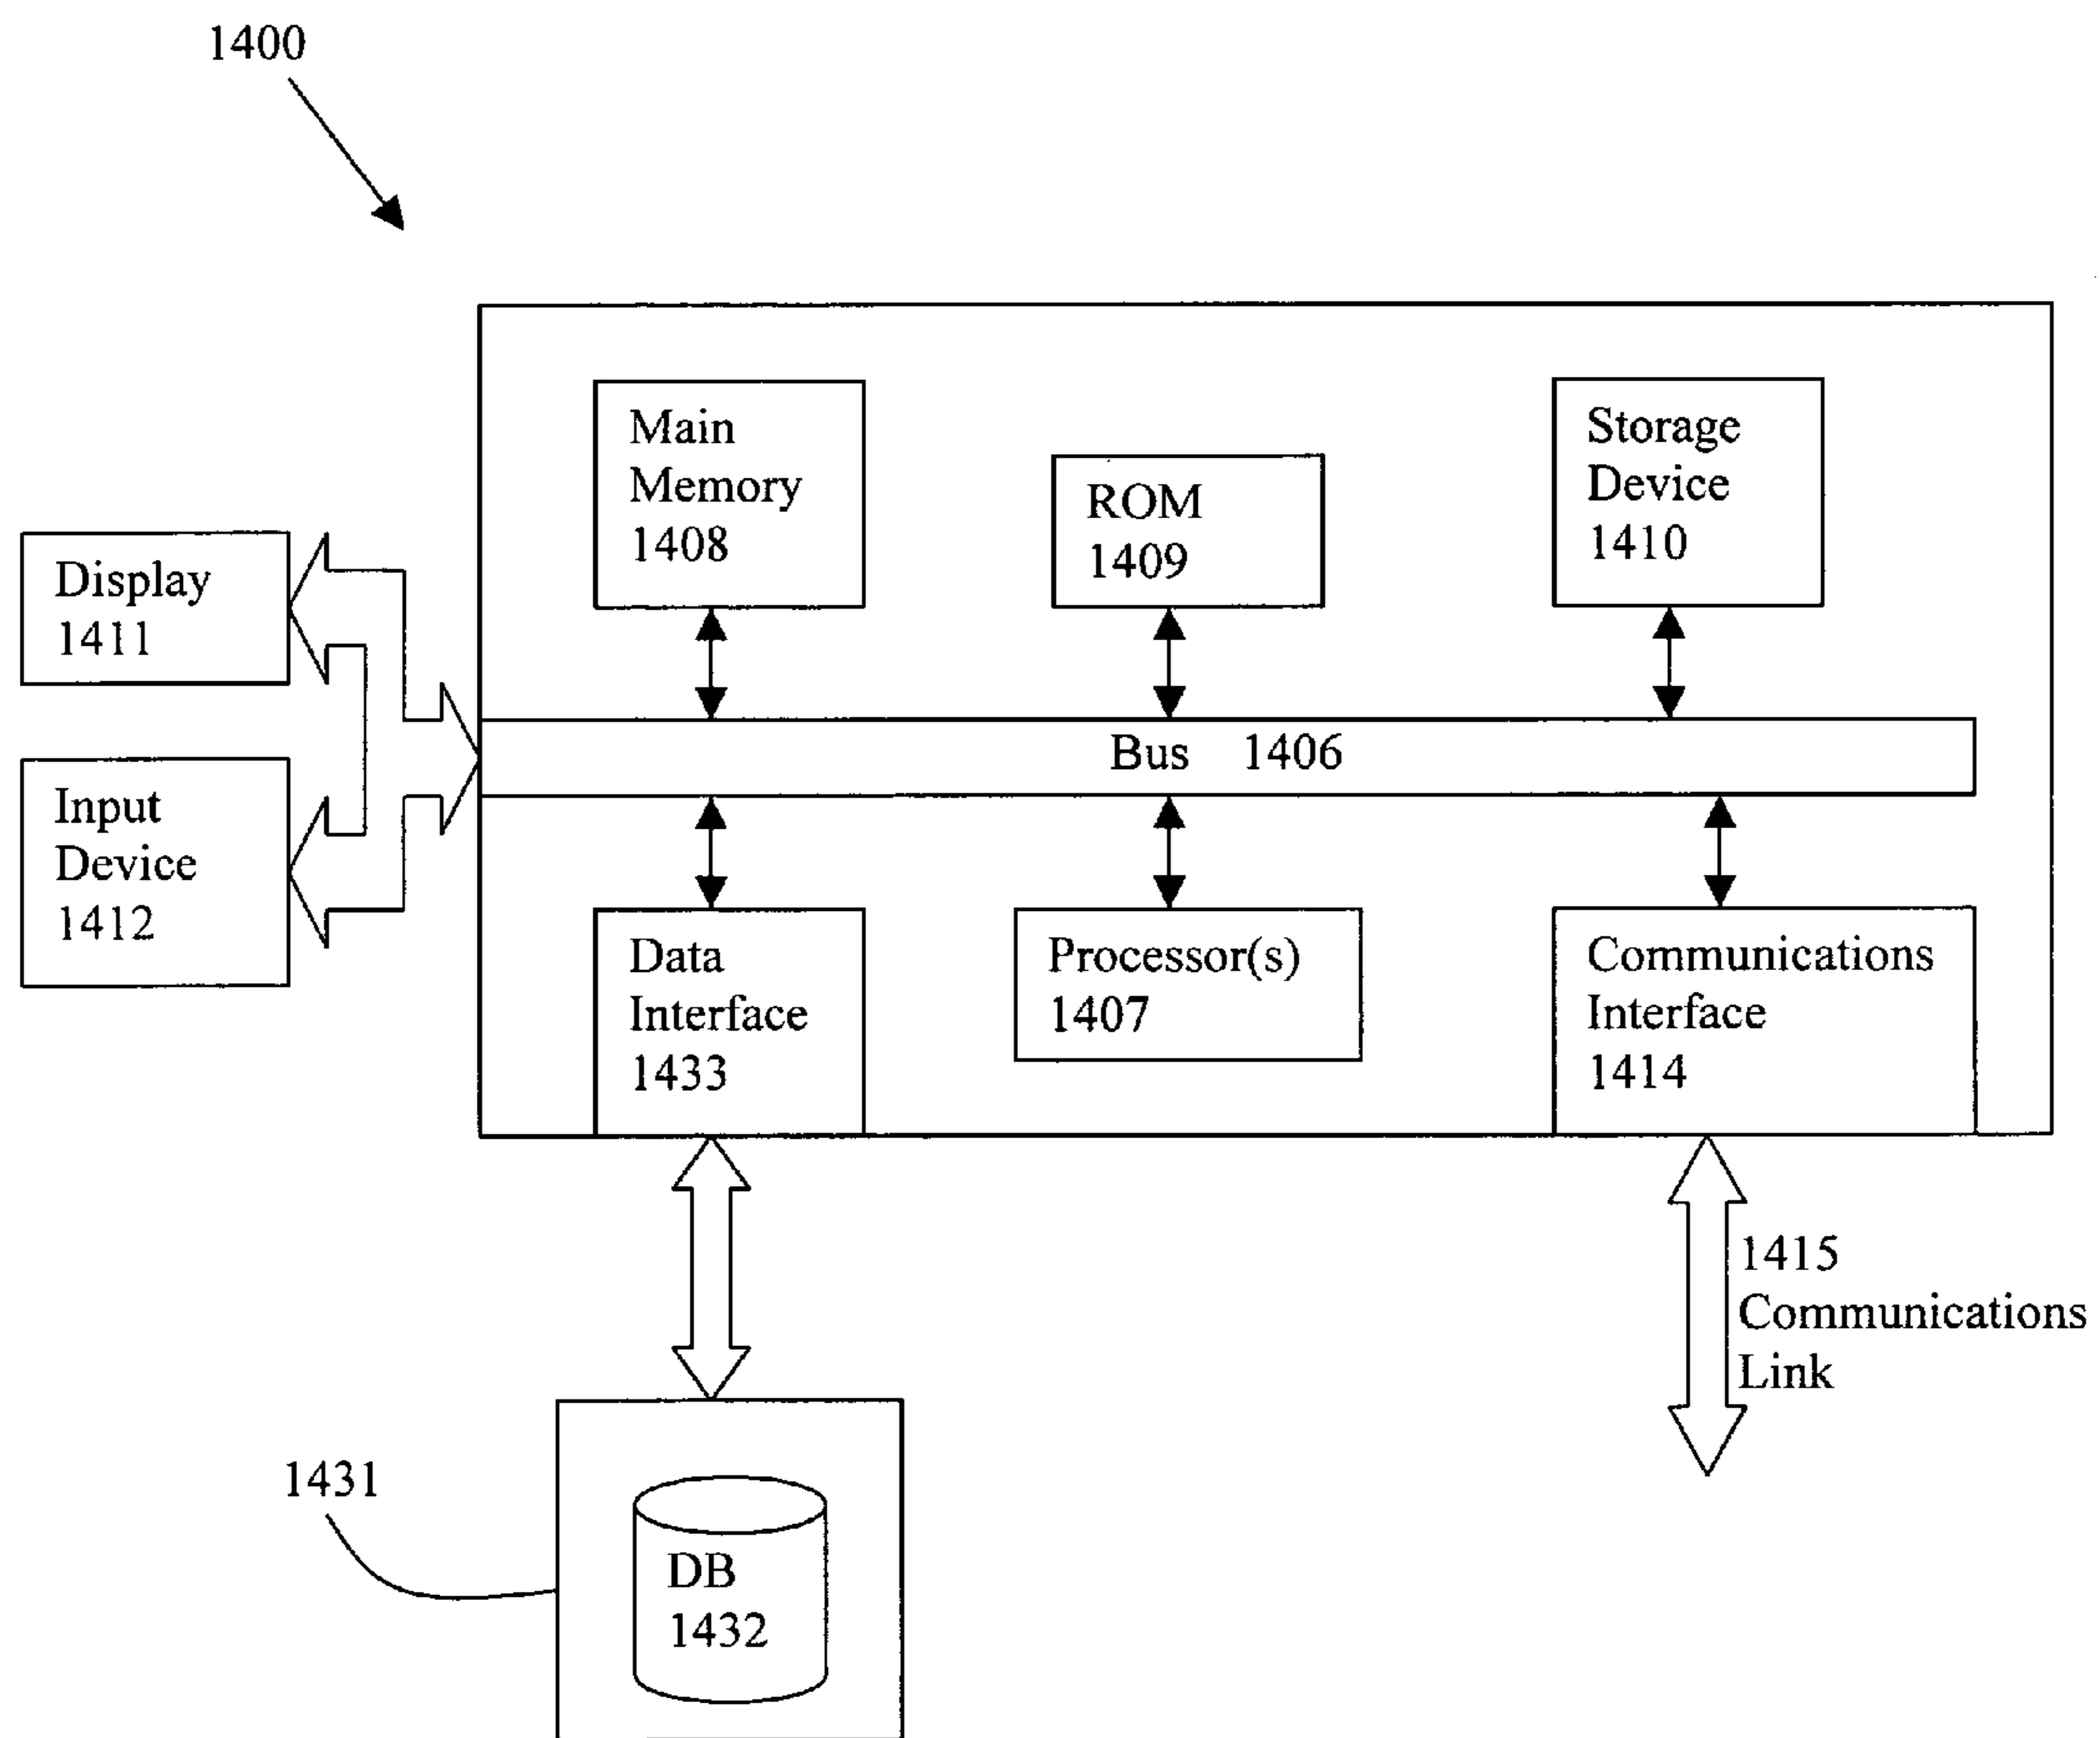 1400
Main
Memory
1408
ROM
1409
Storage
Device
1410
Display
1411
Bus 1406
Input
Device
1412
Data
Interface
1433
Processor(s)
1407
Communications
Interface
1414
1415
Communications
Link
1431
DB
1432